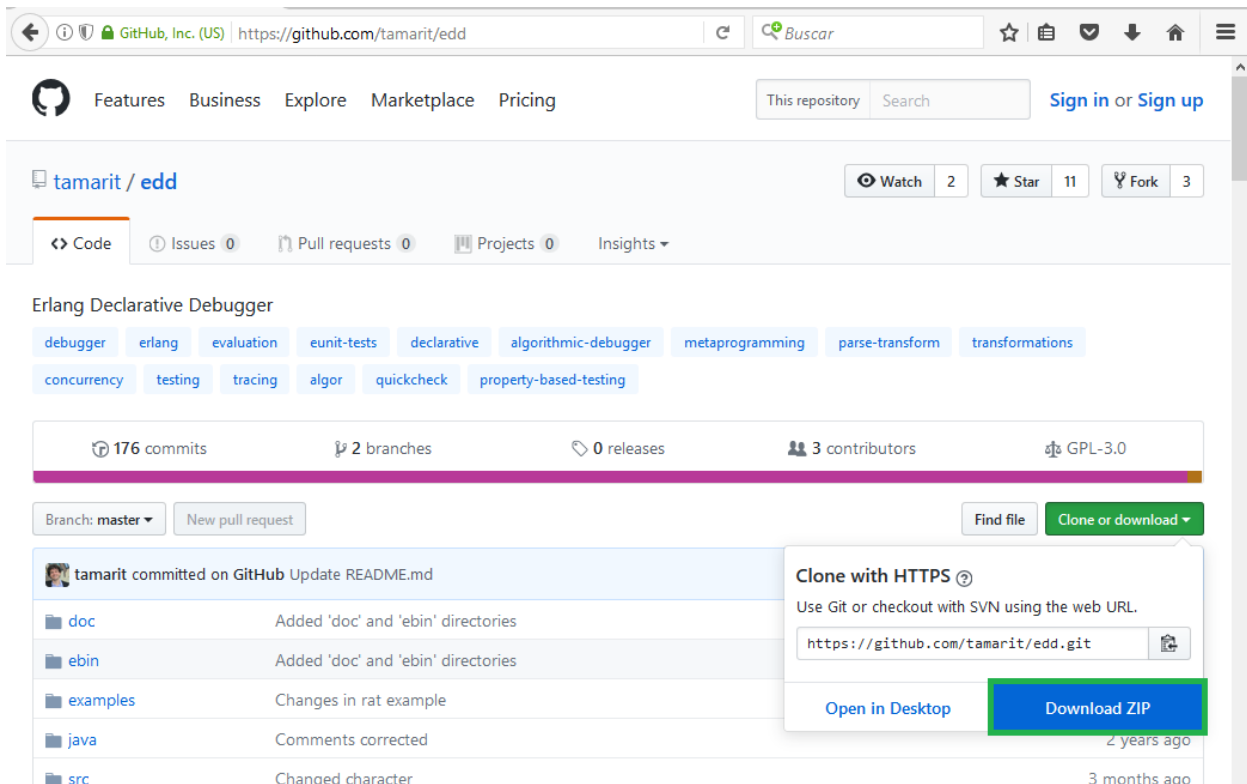 GitHub, Inc. (US) https://github.com/tamarit/edd Buscar
Features Business Explore Marketplace Pricing This repository Search Sign in or Sign up
tamarit / edd Watch 2 Star 11 Fork 3
Code Issues 0 Pull requests 0 Projects 0 Insights
Erlang Declarative Debugger
debugger erlang evaluation eunit-tests declarative algorithmic-debugger metaprogramming parse-transform transformations
concurrency testing tracing algor quickcheck property-based-testing
176 commits 2 branches 0 releases 3 contributors GPL-3.0
Branch: master New pull request Find file Clone or download
tamarit committed on GitHub Update README.md
Clone with HTTPS
Use Git or checkout with SVN using the web URL.
https://github.com/tamarit/edd.git
Open in Desktop Download ZIP
doc Added 'doc' and 'ebin' directories
ebin Added 'doc' and 'ebin' directories
examples Changes in rat example
java Comments corrected 2 years ago
src Changed character 3 months ago